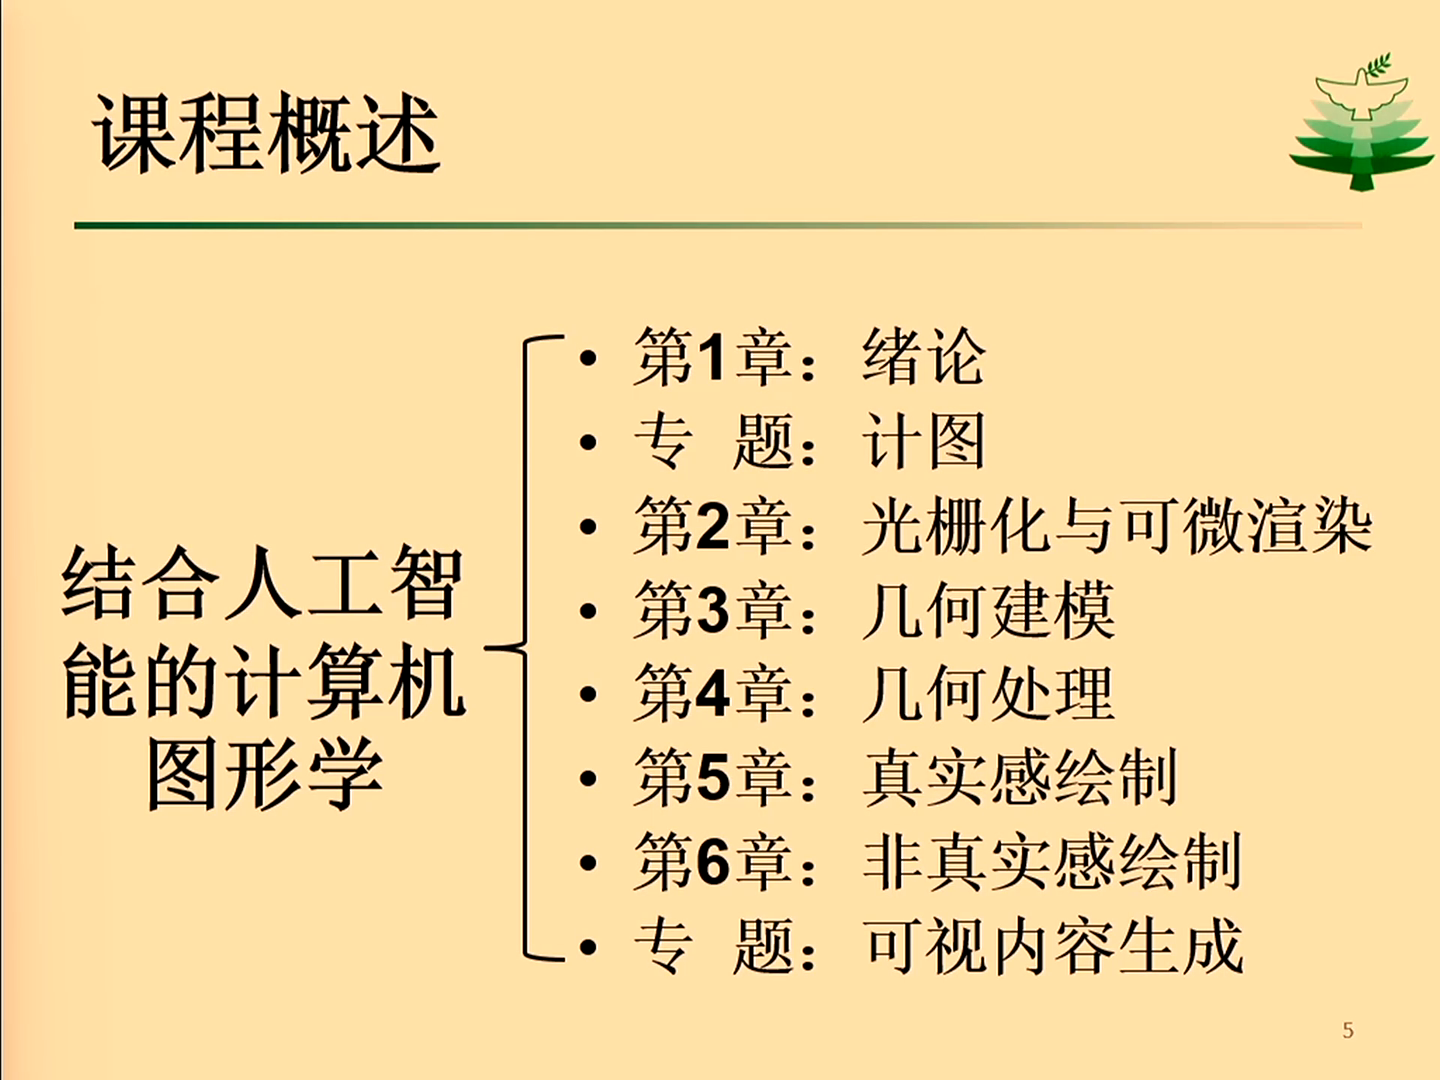 课程概述
结合人工智
能的计算机
图形学
• 第1章：绪论
• 专 题：计图
• 第2章：光栅化与可微渲染
• 第3章：几何建模
• 第4章：几何处理
• 第5章：真实感绘制
• 第6章：非真实感绘制
• 专 题：可视内容生成
5